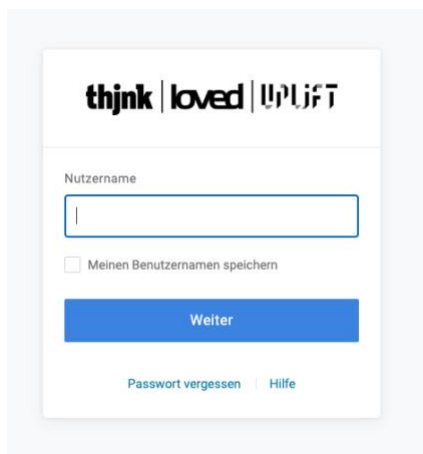 thjnk | loved | UPLiFT
Nutzername
Meinen Benutzernamen speichern
Weiter
Passwort vergessen | Hilfe